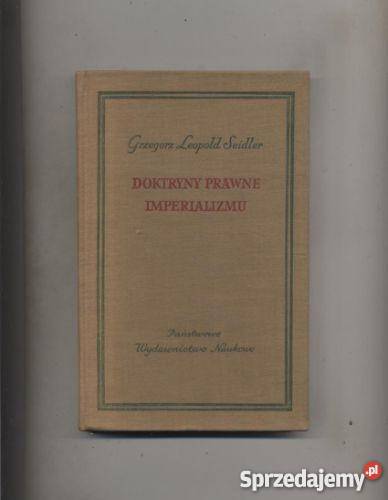 Grzegorz Leopold Seidler
DOKTRYNY PRAWNE
IMPERIALIZMU
Państwowe
Wydawnictwo Naukowe
Sprzedajemy.pl